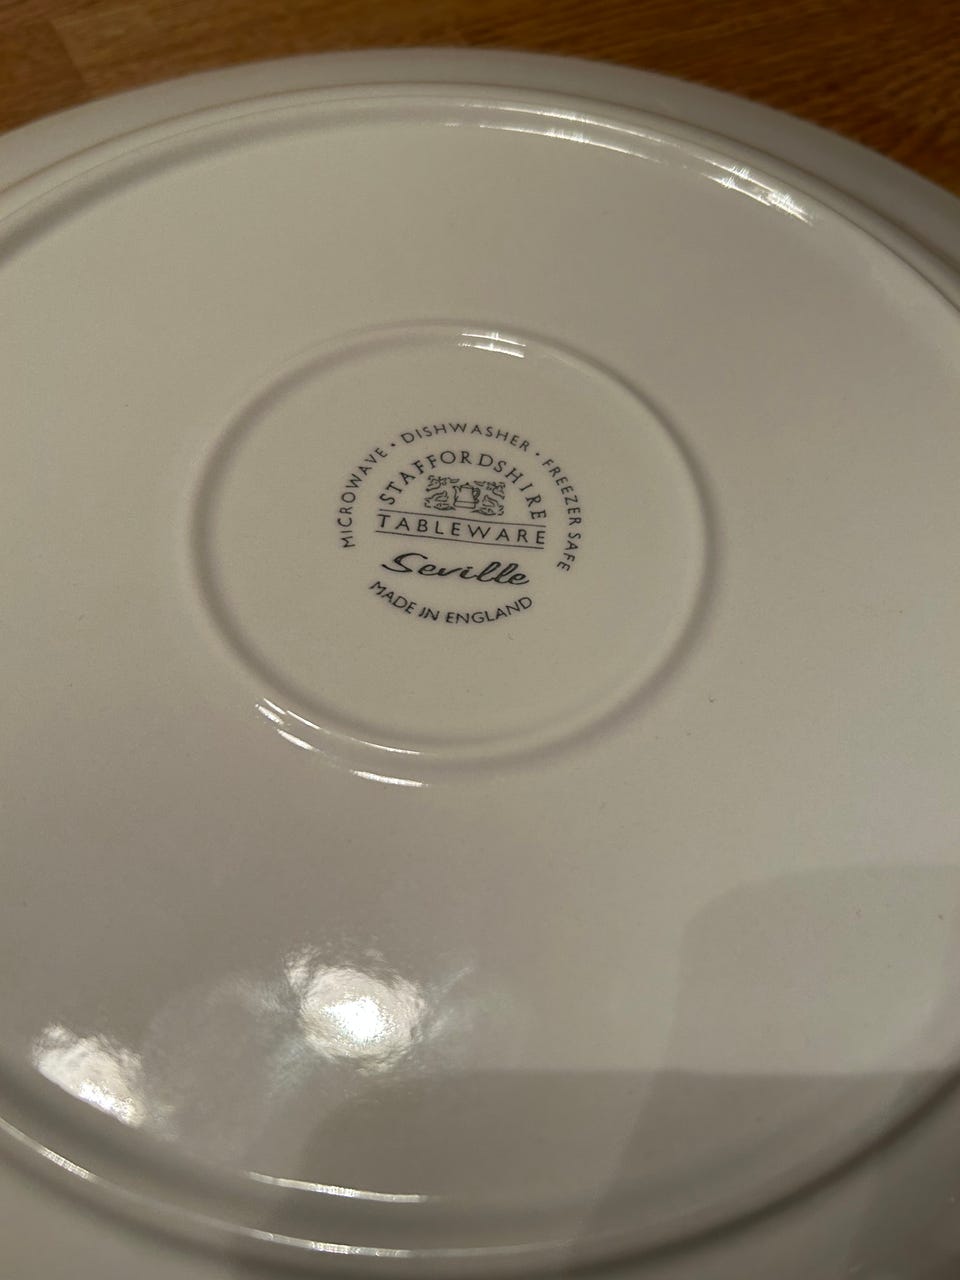 MICROWAVE • DISHWASHER • FREEZER SAFE
STAFFORDSHIRE
TABLEWARE
Seville
MADE IN ENGLAND